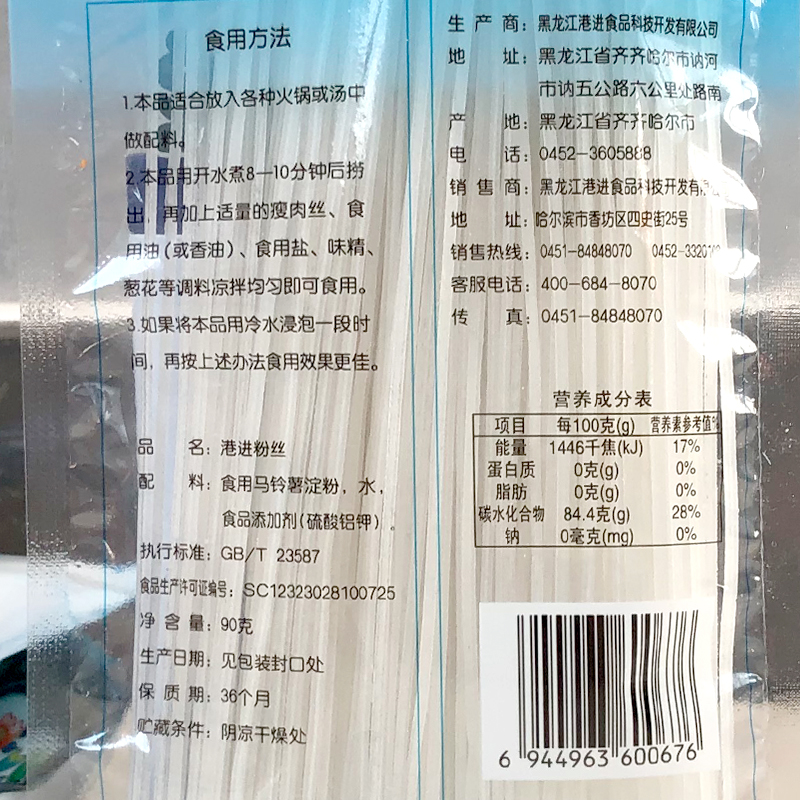 食用方法
1.本品适合放入各种火锅或汤中
做配料。
2.本品用开水煮8—10分钟后捞
出，再加上适量的瘦肉丝、食
用油(或香油)、食用盐、味精、
葱花等调料凉拌均匀即可食用。
3.如果将本品用冷水浸泡一段时
间，再按上述办法食用效果更佳。
品 名：港进粉丝
配 料：食用马铃薯淀粉，水，
食品添加剂(硫酸铝钾)。
执行标准：GB/T 23587
食品生产许可证编号：SC12323028100725
净含量：90克
生产日期：见包装封口处
保质期：36个月
贮藏条件：阴凉干燥处
生产商：黑龙江港进食品科技开发有限公司
地 址：黑龙江省齐齐哈尔市讷河
市讷五公路六公里处路南
产 地：黑龙江省齐齐哈尔市
电 话：0452-3605888
销售商：黑龙江港进食品科技开发有
地 址：哈尔滨市香坊区四史街25号
销售热线：0451-84848070 0452-3320
客服电话：400-684-8070
传 真：0451-84848070
营养成分表
项目 每100克(g) 营养素参考值%
能量 1446千焦(kJ) 17%
蛋白质 0克(g) 0%
脂肪 0克(g) 0%
碳水化合物 84.4克(g) 28%
钠 0毫克(mg) 0%
6 944963 600676